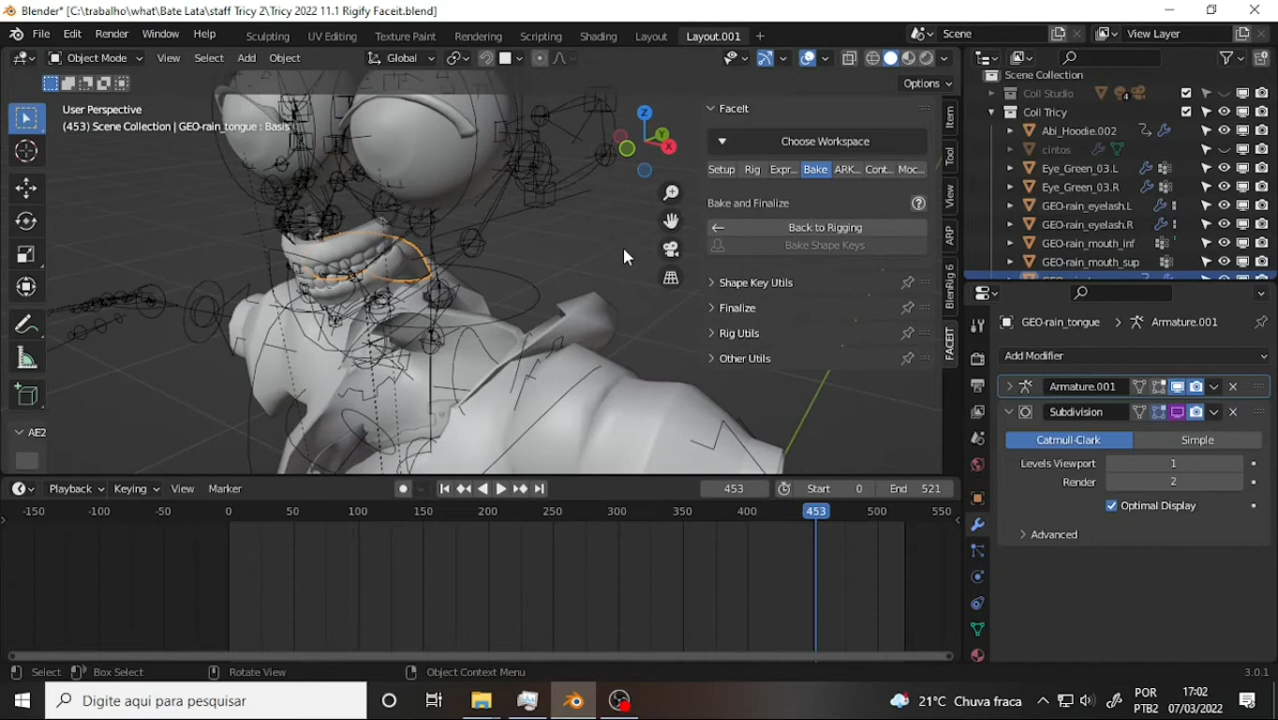 Blender* [C:\trabalho\what\Bate Lata\staff Tricy 2\Tricy 2022 11.1 Rigify Faceit.blend]
File Edit Render Window Help Sculpting UV Editing Texture Paint Rendering Scripting Shading Layout Layout.001 Scene View Layer
Object Mode View Select Add Object Global
Options
User Perspective
(453) Scene Collection | GEO-rain_tongue : Basis
FaceIt
Choose Workspace
Setup Rig Expr... Bake ARK... Cont... Moc...
Bake and Finalize
Back to Rigging
Bake Shape Keys
Shape Key Utils
Finalize
Rig Utils
Other Utils
Item
Tool
View
ARP
BlenRig 6
FACEIT
AE2
Scene Collection
Coll Studio 4
Coll Tricy
Abi_Hoodie.002
cintos
Eye_Green_03.L
Eye_Green_03.R
GEO-rain_eyelash.L
GEO-rain_eyelash.R
GEO-rain_mouth_inf
GEO-rain_mouth_sup
GEO-rain_tongue Armature.001
Add Modifier
Armature.001
Subdivision
Catmull-Clark Simple
Levels Viewport 1
Render 2
Optimal Display
Advanced
Playback Keying View Marker 453 Start 0 End 521
-150 -100 -50 0 50 100 150 200 250 300 350 400 453 500 550
Select Box Select Rotate View Object Context Menu 3.0.1
Digite aqui para pesquisar
21°C Chuva fraca
POR
PTB2
17:02
07/03/2022